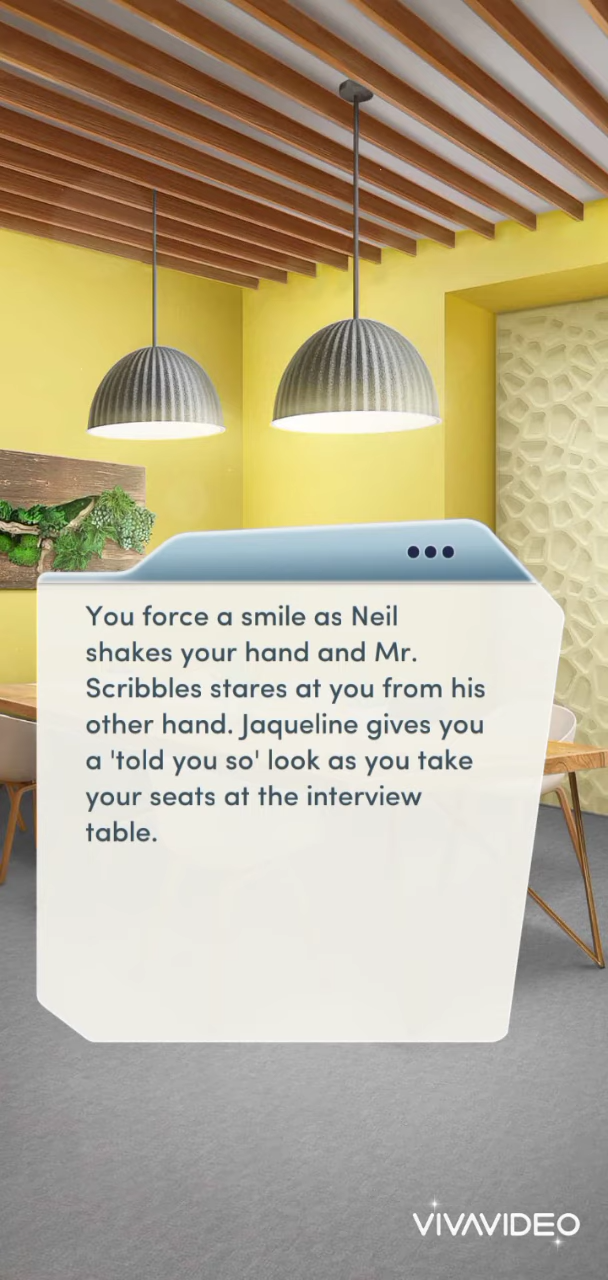 You force a smile as Neil
shakes your hand and Mr.
Scribbles stares at you from his
other hand. Jaqueline gives you
a 'told you so' look as you take
your seats at the interview
table.
VIVAVIDEO